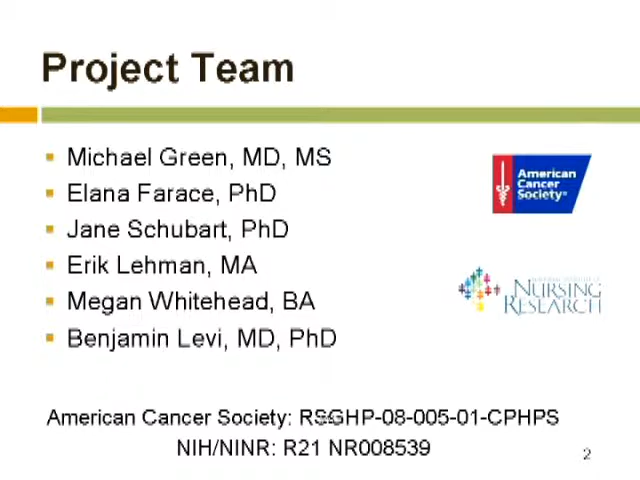 Project Team
Michael Green, MD, MS
Elana Farace, PhD
Jane Schubart, PhD
Erik Lehman, MA
Megan Whitehead, BA
Benjamin Levi, MD, PhD
American
Cancer
Society
NURSING
RESEARCH
American Cancer Society: RSGHP-08-005-01-CPHPS
NIH/NINR: R21 NR008539
2